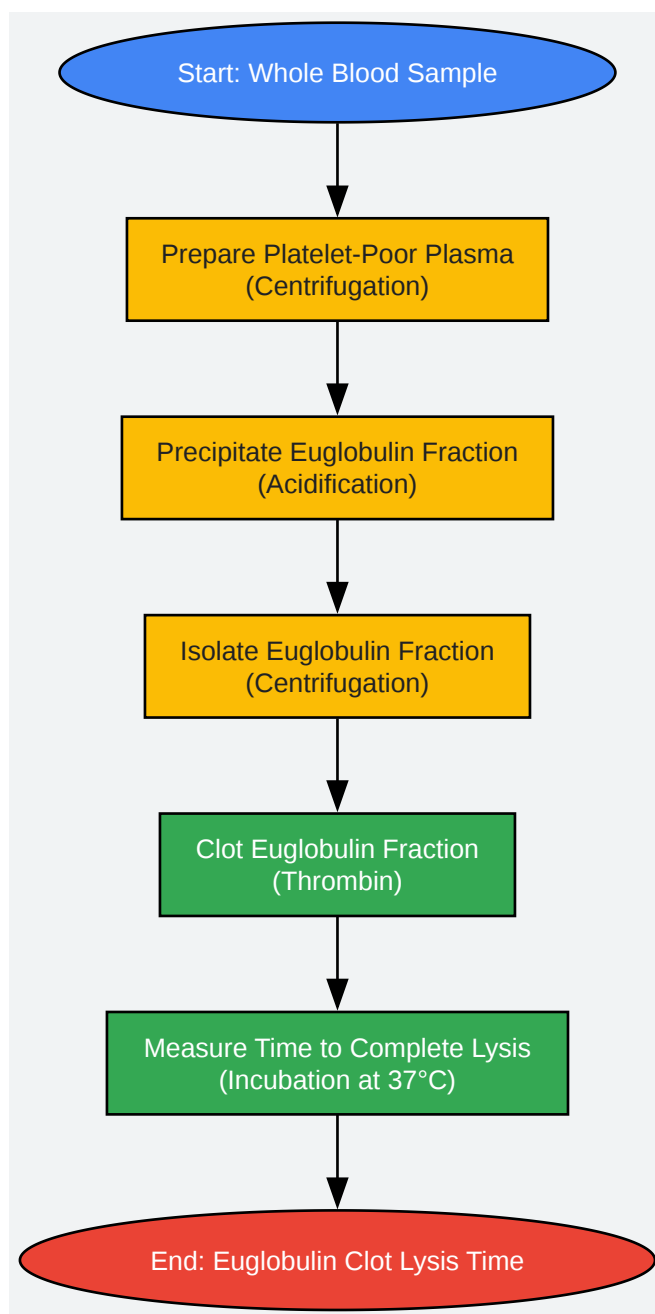 Start: Whole Blood Sample
Prepare Platelet-Poor Plasma
(Centrifugation)
Precipitate Euglobulin Fraction
(Acidification)
Isolate Euglobulin Fraction
(Centrifugation)
Clot Euglobulin Fraction
(Thrombin)
Measure Time to Complete Lysis
(Incubation at 37°C)
End: Euglobulin Clot Lysis Time